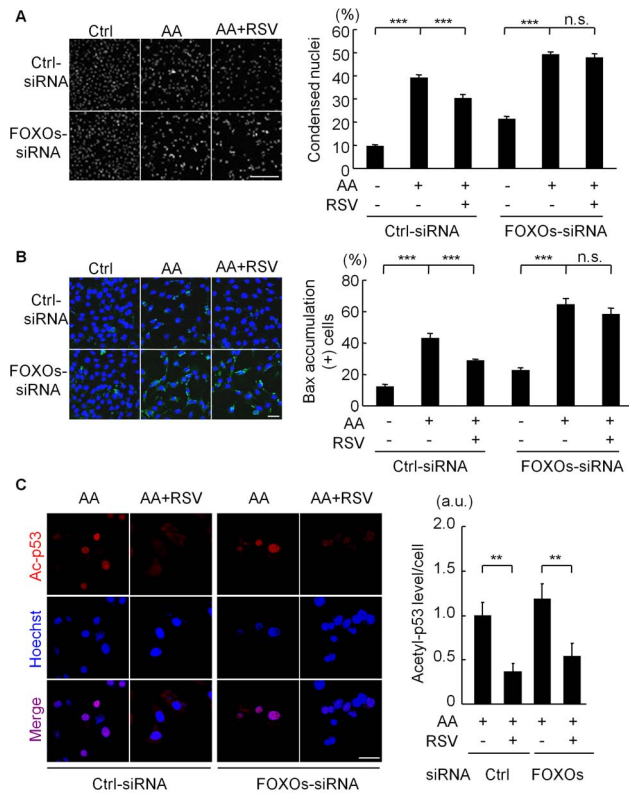 A
Ctrl AA AA+RSV
Ctrl-
siRNA
FOXOs-
siRNA
(%)
*** *** *** n.s.
60
50
40
30
20
10
0
Condensed nuclei
AA - + + - + +
RSV - - + - - +
Ctrl-siRNA FOXOs-siRNA
B
Ctrl AA AA+RSV
Ctrl-
siRNA
FOXOs-
siRNA
(%)
*** *** *** n.s.
80
60
40
20
0
Bax accumulation
(+) cells
AA - + + - + +
RSV - - + - - +
Ctrl-siRNA FOXOs-siRNA
C
AA AA+RSV AA AA+RSV
Ac-p53
Hoechst
Merge
Ctrl-siRNA FOXOs-siRNA
(a.u.)
2.0
1.5
1.0
0.5
0
Acetyl-p53 level/cell
** **
AA + + + +
RSV - + - +
siRNA Ctrl FOXOs